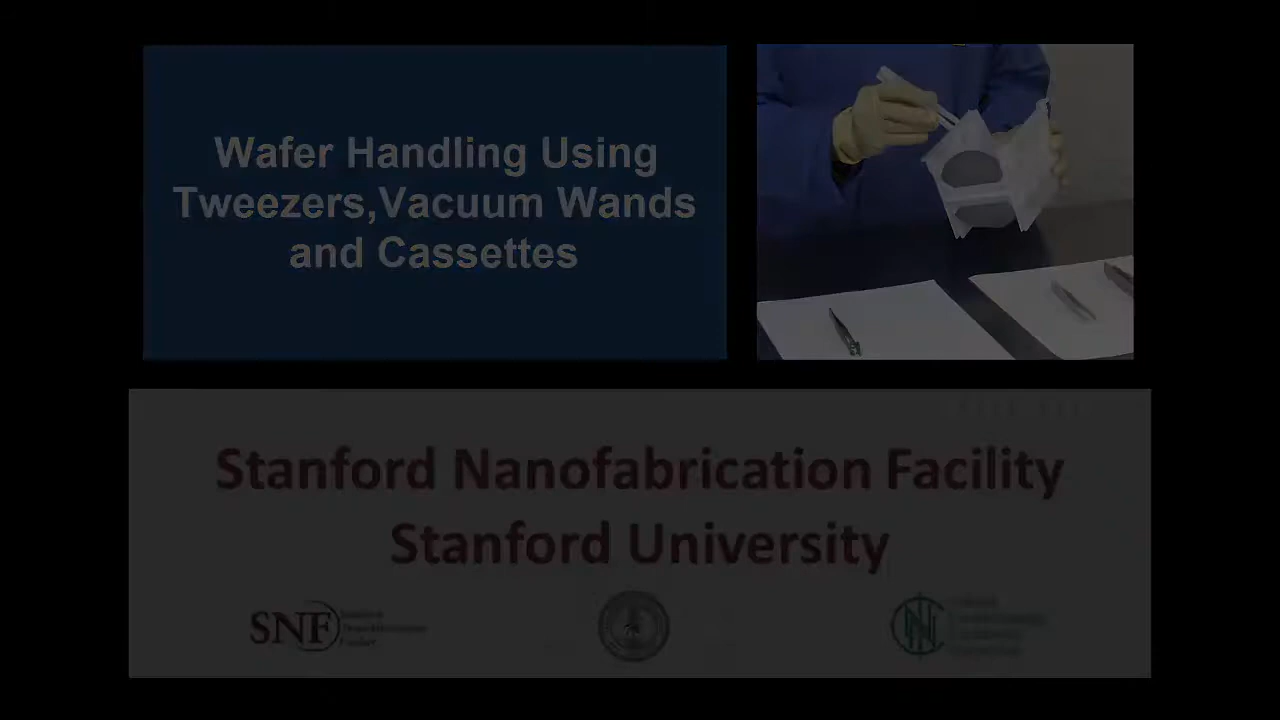 Wafer Handling Using
Tweezers,Vacuum Wands
and Cassettes
Stanford Nanofabrication Facility
Stanford University
SNF